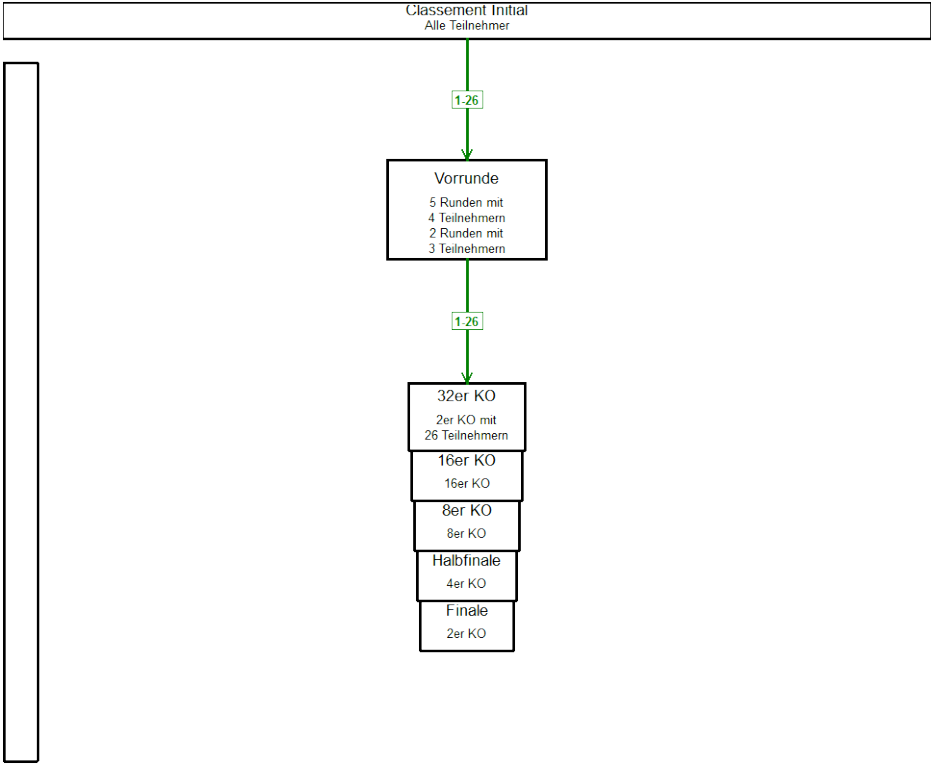 Classement Initial
Alle Teilnehmer
1-26
Vorrunde
5 Runden mit
4 Teilnehmern
2 Runden mit
3 Teilnehmern
1-26
32er KO
2er KO mit
26 Teilnehmern
16er KO
16er KO
8er KO
8er KO
Halbfinale
4er KO
Finale
2er KO